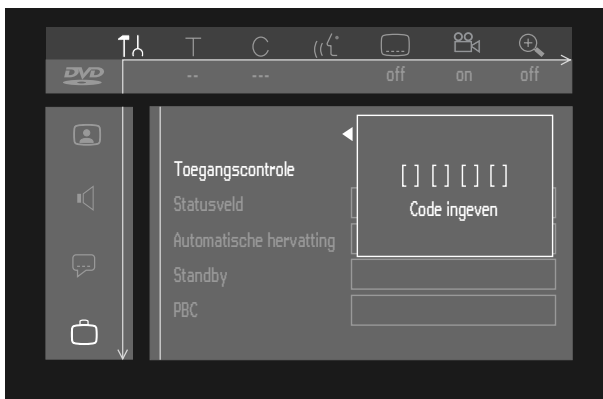 T C
DVD -- --- off on off
Toegangscontrole
Statusveld
Automatische hervatting
Standby
PBC
[ ] [ ] [ ] [ ]
Code ingeven